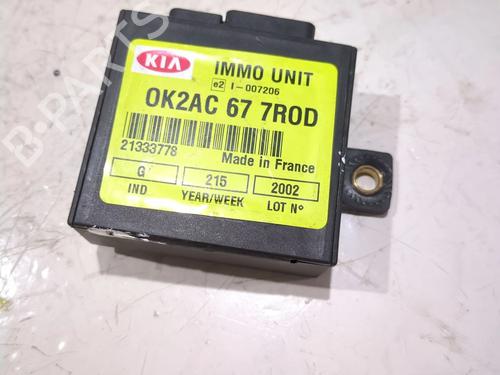 KIA
IMMO UNIT
e2 I-007206
OK2AC 67 7ROD
21333778
Made in France
G 215 2002
IND YEAR/WEEK LOT N°
B-PARTS